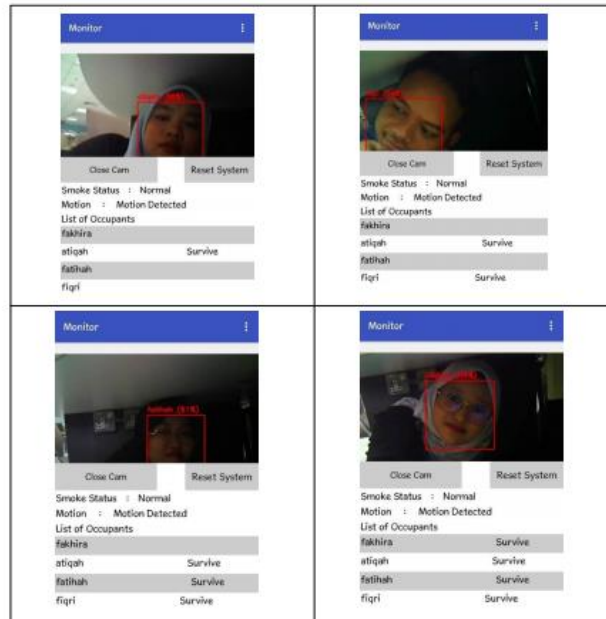 Monitor
Close Cam Reset System
Smoke Status : Normal
Motion : Motion Detected
List of Occupants
fakhira
atiqah Survive
fatihah
fiqri
Monitor
Close Cam Reset System
Smoke Status : Normal
Motion : Motion Detected
List of Occupants
fakhira
atiqah Survive
fatihah
fiqri Survive
Monitor
fatihah
Close Cam Reset System
Smoke Status : Normal
Motion : Motion Detected
List of Occupants
fakhira
atiqah Survive
fatihah Survive
fiqri Survive
Monitor
Close Cam Reset System
Smoke Status : Normal
Motion : Motion Detected
List of Occupants
fakhira Survive
atiqah Survive
fatihah Survive
fiqri Survive